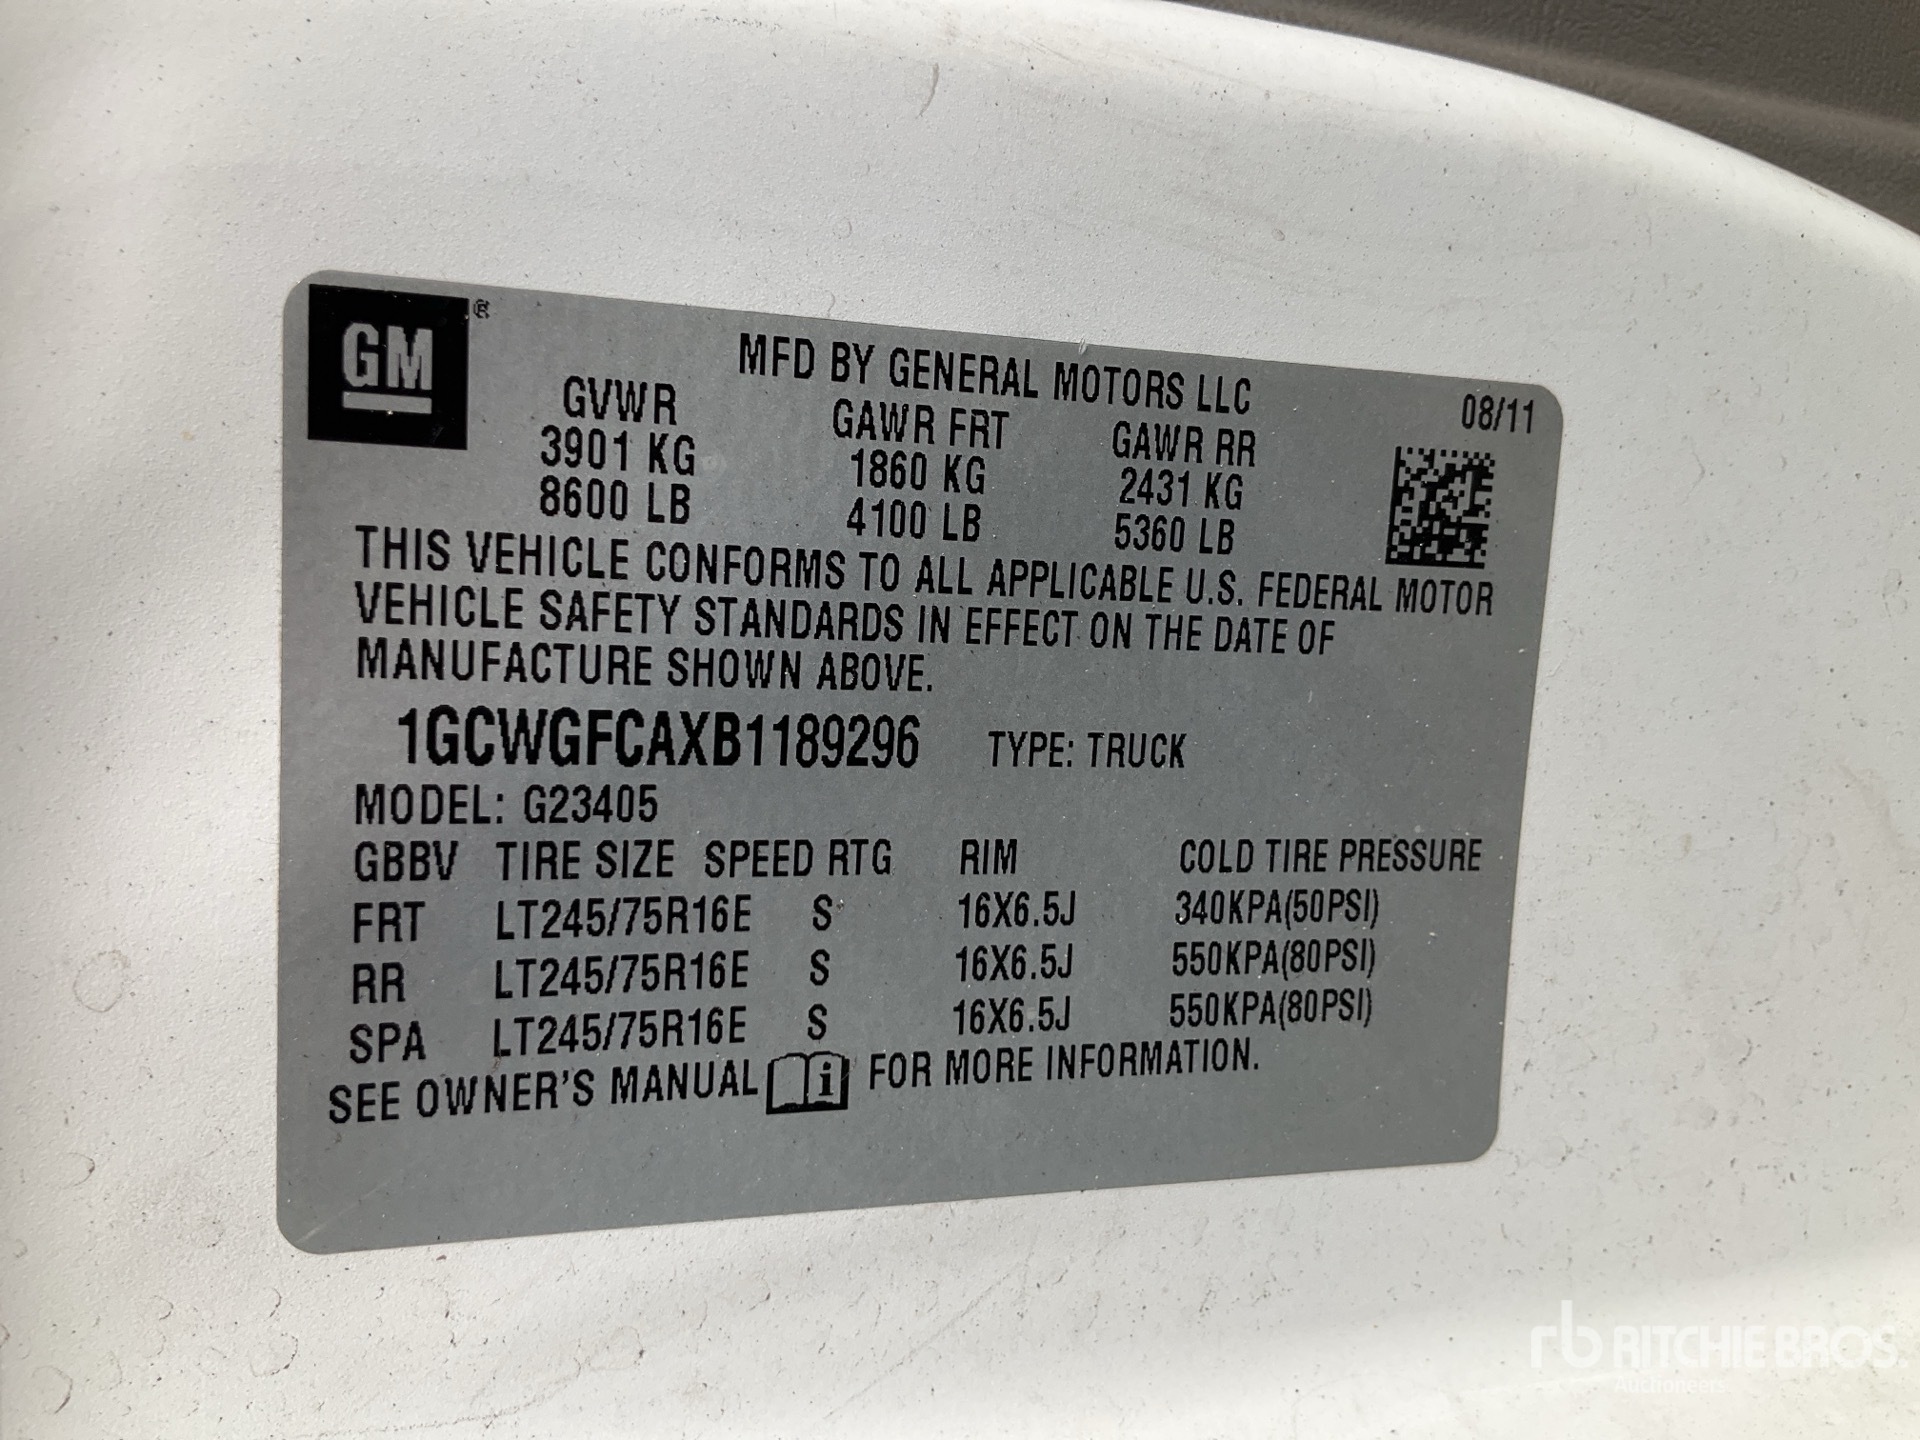 GM ®
MFD BY GENERAL MOTORS LLC
08/11
GVWR GAWR FRT GAWR RR
3901 KG 1860 KG 2431 KG
8600 LB 4100 LB 5360 LB
THIS VEHICLE CONFORMS TO ALL APPLICABLE U.S. FEDERAL MOTOR
VEHICLE SAFETY STANDARDS IN EFFECT ON THE DATE OF
MANUFACTURE SHOWN ABOVE.
1GCWGFCAXB1189296 TYPE: TRUCK
MODEL: G23405
GBBV TIRE SIZE SPEED RTG RIM COLD TIRE PRESSURE
FRT LT245/75R16E S 16X6.5J 340KPA(50PSI)
RR LT245/75R16E S 16X6.5J 550KPA(80PSI)
SPA LT245/75R16E S 16X6.5J 550KPA(80PSI)
SEE OWNER'S MANUAL i FOR MORE INFORMATION.
rb RITCHIE BROS.
Auctioneers